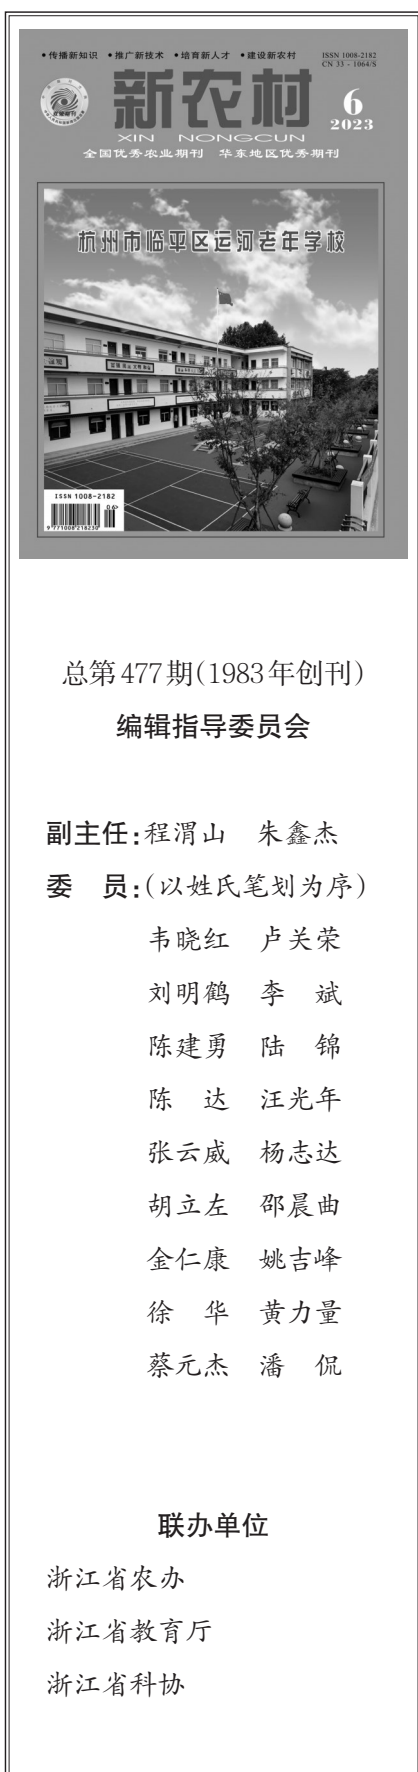 •传播新知识 •推广新技术 •培育新人才 •建设新农村
ISSN 1008-2182
CN 33－1064/S
新农村
XIN NONGCUN
6
2023
全国优秀农业期刊 华东地区优秀期刊
杭州市临平区运河老年学校
ISSN 1008-2182
06>
9 771008 218230
总第477期(1983年创刊)
编辑指导委员会
副主任:程渭山 朱鑫杰
委 员:(以姓氏笔划为序)
韦晓红 卢关荣
刘明鹤 李 斌
陈建勇 陆 锦
陈 达 汪光年
张云威 杨志达
胡立左 邵晨曲
金仁康 姚吉峰
徐 华 黄力量
蔡元杰 潘 侃
联办单位
浙江省农办
浙江省教育厅
浙江省科协